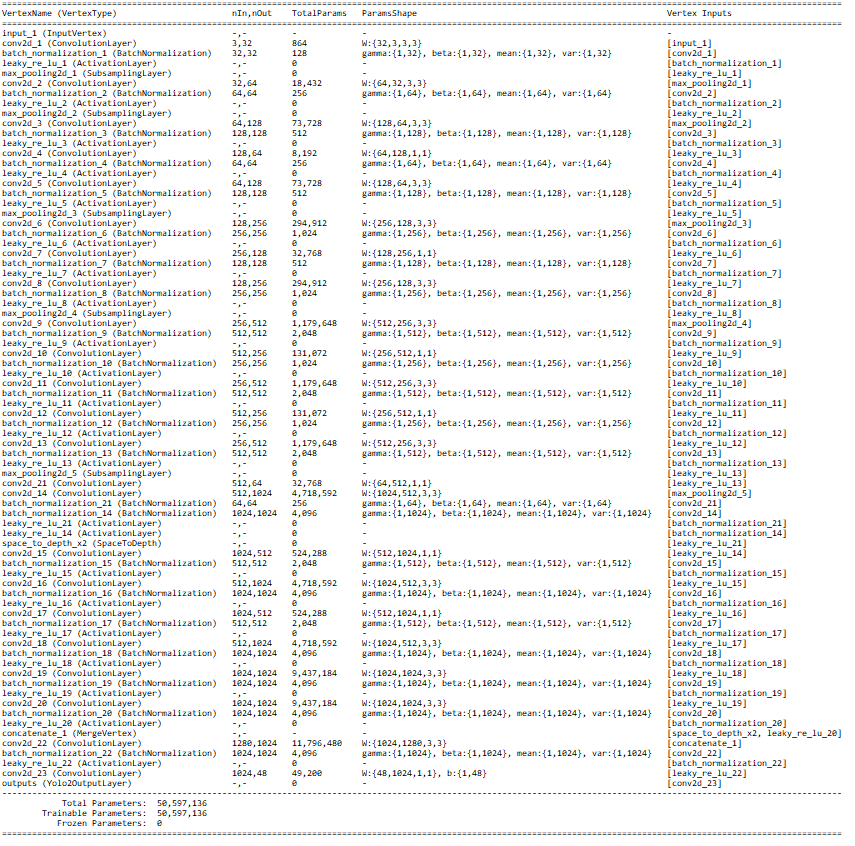 VertexName (VertexType) nIn,nOut TotalParams ParamsShape Vertex Inputs
input_1 (InputVertex) -,- - - -
conv2d_1 (ConvolutionLayer) 3,32 864 W:{32,3,3,3} [input_1]
batch_normalization_1 (BatchNormalization) 32,32 128 gamma:{1,32}, beta:{1,32}, mean:{1,32}, var:{1,32} [conv2d_1]
leaky_re_lu_1 (ActivationLayer) -,- 0 - [batch_normalization_1]
max_pooling2d_1 (SubsamplingLayer) -,- 0 - [leaky_re_lu_1]
conv2d_2 (ConvolutionLayer) 32,64 18,432 W:{64,32,3,3} [max_pooling2d_1]
batch_normalization_2 (BatchNormalization) 64,64 256 gamma:{1,64}, beta:{1,64}, mean:{1,64}, var:{1,64} [conv2d_2]
leaky_re_lu_2 (ActivationLayer) -,- 0 - [batch_normalization_2]
max_pooling2d_2 (SubsamplingLayer) -,- 0 - [leaky_re_lu_2]
conv2d_3 (ConvolutionLayer) 64,128 73,728 W:{128,64,3,3} [max_pooling2d_2]
batch_normalization_3 (BatchNormalization) 128,128 512 gamma:{1,128}, beta:{1,128}, mean:{1,128}, var:{1,128} [conv2d_3]
leaky_re_lu_3 (ActivationLayer) -,- 0 - [batch_normalization_3]
conv2d_4 (ConvolutionLayer) 128,64 8,192 W:{64,128,1,1} [leaky_re_lu_3]
batch_normalization_4 (BatchNormalization) 64,64 256 gamma:{1,64}, beta:{1,64}, mean:{1,64}, var:{1,64} [conv2d_4]
leaky_re_lu_4 (ActivationLayer) -,- 0 - [batch_normalization_4]
conv2d_5 (ConvolutionLayer) 64,128 73,728 W:{128,64,3,3} [leaky_re_lu_4]
batch_normalization_5 (BatchNormalization) 128,128 512 gamma:{1,128}, beta:{1,128}, mean:{1,128}, var:{1,128} [conv2d_5]
leaky_re_lu_5 (ActivationLayer) -,- 0 - [batch_normalization_5]
max_pooling2d_3 (SubsamplingLayer) -,- 0 - [leaky_re_lu_5]
conv2d_6 (ConvolutionLayer) 128,256 294,912 W:{256,128,3,3} [max_pooling2d_3]
batch_normalization_6 (BatchNormalization) 256,256 1,024 gamma:{1,256}, beta:{1,256}, mean:{1,256}, var:{1,256} [conv2d_6]
leaky_re_lu_6 (ActivationLayer) -,- 0 - [batch_normalization_6]
conv2d_7 (ConvolutionLayer) 256,128 32,768 W:{128,256,1,1} [leaky_re_lu_6]
batch_normalization_7 (BatchNormalization) 128,128 512 gamma:{1,128}, beta:{1,128}, mean:{1,128}, var:{1,128} [conv2d_7]
leaky_re_lu_7 (ActivationLayer) -,- 0 - [batch_normalization_7]
conv2d_8 (ConvolutionLayer) 128,256 294,912 W:{256,128,3,3} [leaky_re_lu_7]
batch_normalization_8 (BatchNormalization) 256,256 1,024 gamma:{1,256}, beta:{1,256}, mean:{1,256}, var:{1,256} [conv2d_8]
leaky_re_lu_8 (ActivationLayer) -,- 0 - [batch_normalization_8]
max_pooling2d_4 (SubsamplingLayer) -,- 0 - [leaky_re_lu_8]
conv2d_9 (ConvolutionLayer) 256,512 1,179,648 W:{512,256,3,3} [max_pooling2d_4]
batch_normalization_9 (BatchNormalization) 512,512 2,048 gamma:{1,512}, beta:{1,512}, mean:{1,512}, var:{1,512} [conv2d_9]
leaky_re_lu_9 (ActivationLayer) -,- 0 - [batch_normalization_9]
conv2d_10 (ConvolutionLayer) 512,256 131,072 W:{256,512,1,1} [leaky_re_lu_9]
batch_normalization_10 (BatchNormalization) 256,256 1,024 gamma:{1,256}, beta:{1,256}, mean:{1,256}, var:{1,256} [conv2d_10]
leaky_re_lu_10 (ActivationLayer) -,- 0 - [batch_normalization_10]
conv2d_11 (ConvolutionLayer) 256,512 1,179,648 W:{512,256,3,3} [leaky_re_lu_10]
batch_normalization_11 (BatchNormalization) 512,512 2,048 gamma:{1,512}, beta:{1,512}, mean:{1,512}, var:{1,512} [conv2d_11]
leaky_re_lu_11 (ActivationLayer) -,- 0 - [batch_normalization_11]
conv2d_12 (ConvolutionLayer) 512,256 131,072 W:{256,512,1,1} [leaky_re_lu_11]
batch_normalization_12 (BatchNormalization) 256,256 1,024 gamma:{1,256}, beta:{1,256}, mean:{1,256}, var:{1,256} [conv2d_12]
leaky_re_lu_12 (ActivationLayer) -,- 0 - [batch_normalization_12]
conv2d_13 (ConvolutionLayer) 256,512 1,179,648 W:{512,256,3,3} [leaky_re_lu_12]
batch_normalization_13 (BatchNormalization) 512,512 2,048 gamma:{1,512}, beta:{1,512}, mean:{1,512}, var:{1,512} [conv2d_13]
leaky_re_lu_13 (ActivationLayer) -,- 0 - [batch_normalization_13]
max_pooling2d_5 (SubsamplingLayer) -,- 0 - [leaky_re_lu_13]
conv2d_21 (ConvolutionLayer) 512,64 32,768 W:{64,512,1,1} [leaky_re_lu_13]
conv2d_14 (ConvolutionLayer) 512,1024 4,718,592 W:{1024,512,3,3} [max_pooling2d_5]
batch_normalization_21 (BatchNormalization) 64,64 256 gamma:{1,64}, beta:{1,64}, mean:{1,64}, var:{1,64} [conv2d_21]
batch_normalization_14 (BatchNormalization) 1024,1024 4,096 gamma:{1,1024}, beta:{1,1024}, mean:{1,1024}, var:{1,1024} [conv2d_14]
leaky_re_lu_21 (ActivationLayer) -,- 0 - [batch_normalization_21]
leaky_re_lu_14 (ActivationLayer) -,- 0 - [batch_normalization_14]
space_to_depth_x2 (SpaceToDepth) -,- 0 - [leaky_re_lu_21]
conv2d_15 (ConvolutionLayer) 1024,512 524,288 W:{512,1024,1,1} [leaky_re_lu_14]
batch_normalization_15 (BatchNormalization) 512,512 2,048 gamma:{1,512}, beta:{1,512}, mean:{1,512}, var:{1,512} [conv2d_15]
leaky_re_lu_15 (ActivationLayer) -,- 0 - [batch_normalization_15]
conv2d_16 (ConvolutionLayer) 512,1024 4,718,592 W:{1024,512,3,3} [leaky_re_lu_15]
batch_normalization_16 (BatchNormalization) 1024,1024 4,096 gamma:{1,1024}, beta:{1,1024}, mean:{1,1024}, var:{1,1024} [conv2d_16]
leaky_re_lu_16 (ActivationLayer) -,- 0 - [batch_normalization_16]
conv2d_17 (ConvolutionLayer) 1024,512 524,288 W:{512,1024,1,1} [leaky_re_lu_16]
batch_normalization_17 (BatchNormalization) 512,512 2,048 gamma:{1,512}, beta:{1,512}, mean:{1,512}, var:{1,512} [conv2d_17]
leaky_re_lu_17 (ActivationLayer) -,- 0 - [batch_normalization_17]
conv2d_18 (ConvolutionLayer) 512,1024 4,718,592 W:{1024,512,3,3} [leaky_re_lu_17]
batch_normalization_18 (BatchNormalization) 1024,1024 4,096 gamma:{1,1024}, beta:{1,1024}, mean:{1,1024}, var:{1,1024} [conv2d_18]
leaky_re_lu_18 (ActivationLayer) -,- 0 - [batch_normalization_18]
conv2d_19 (ConvolutionLayer) 1024,1024 9,437,184 W:{1024,1024,3,3} [leaky_re_lu_18]
batch_normalization_19 (BatchNormalization) 1024,1024 4,096 gamma:{1,1024}, beta:{1,1024}, mean:{1,1024}, var:{1,1024} [conv2d_19]
leaky_re_lu_19 (ActivationLayer) -,- 0 - [batch_normalization_19]
conv2d_20 (ConvolutionLayer) 1024,1024 9,437,184 W:{1024,1024,3,3} [leaky_re_lu_19]
batch_normalization_20 (BatchNormalization) 1024,1024 4,096 gamma:{1,1024}, beta:{1,1024}, mean:{1,1024}, var:{1,1024} [conv2d_20]
leaky_re_lu_20 (ActivationLayer) -,- 0 - [batch_normalization_20]
concatenate_1 (MergeVertex) -,- 0 - [space_to_depth_x2, leaky_re_lu_20]
conv2d_22 (ConvolutionLayer) 1280,1024 11,796,480 W:{1024,1280,3,3} [concatenate_1]
batch_normalization_22 (BatchNormalization) 1024,1024 4,096 gamma:{1,1024}, beta:{1,1024}, mean:{1,1024}, var:{1,1024} [conv2d_22]
leaky_re_lu_22 (ActivationLayer) -,- 0 - [batch_normalization_22]
conv2d_23 (ConvolutionLayer) 1024,48 49,200 W:{48,1024,1,1}, b:{1,48} [leaky_re_lu_22]
outputs (Yolo2OutputLayer) -,- 0 - [conv2d_23]
Total Parameters: 50,597,136
Trainable Parameters: 50,597,136
Frozen Parameters: 0